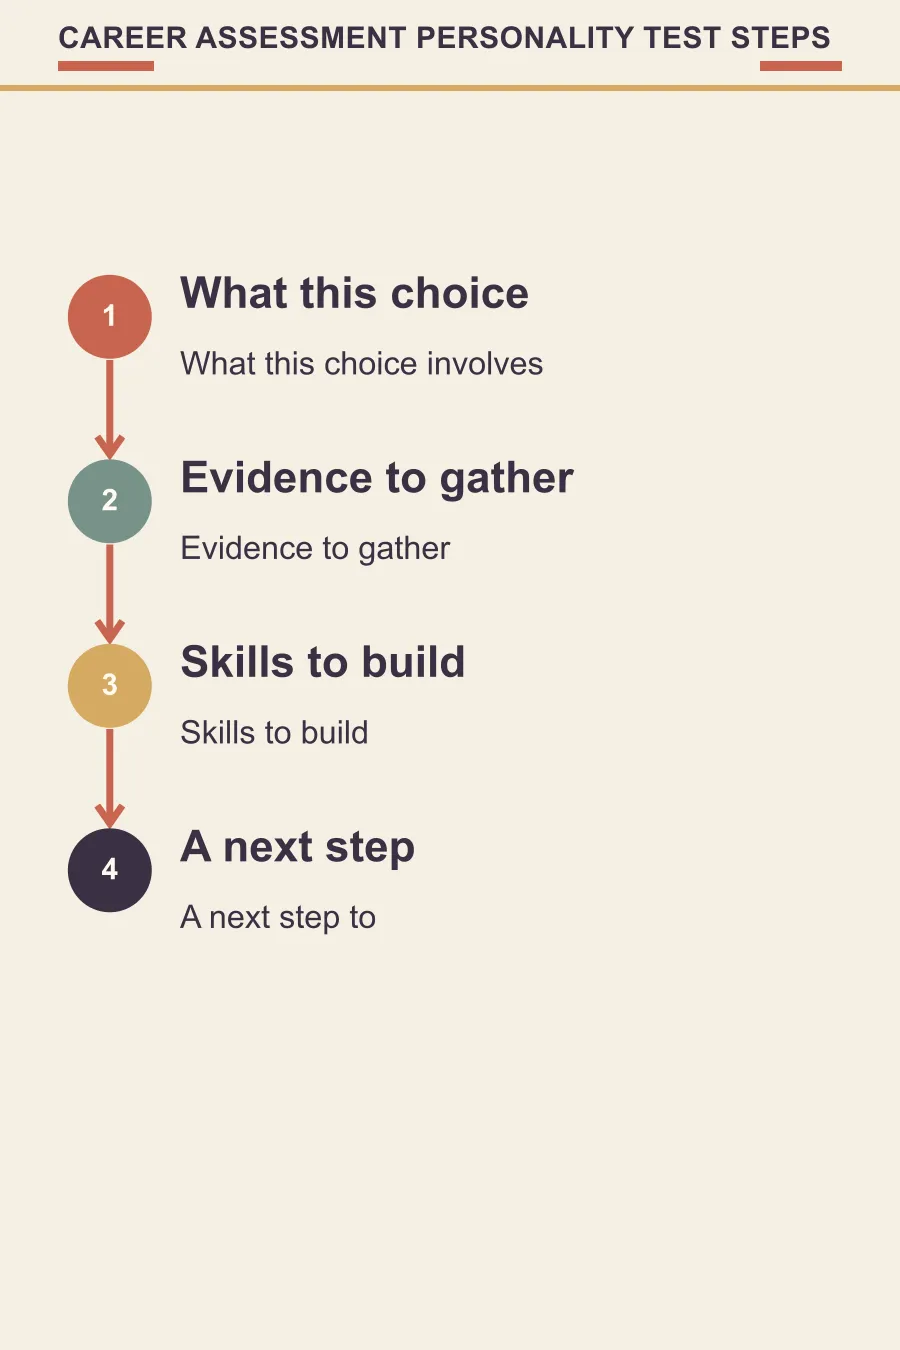 CAREER ASSESSMENT PERSONALITY TEST STEPS
1
What this choice
What this choice involves
2
Evidence to gather
Evidence to gather
3
Skills to build
Skills to build
4
A next step
A next step to